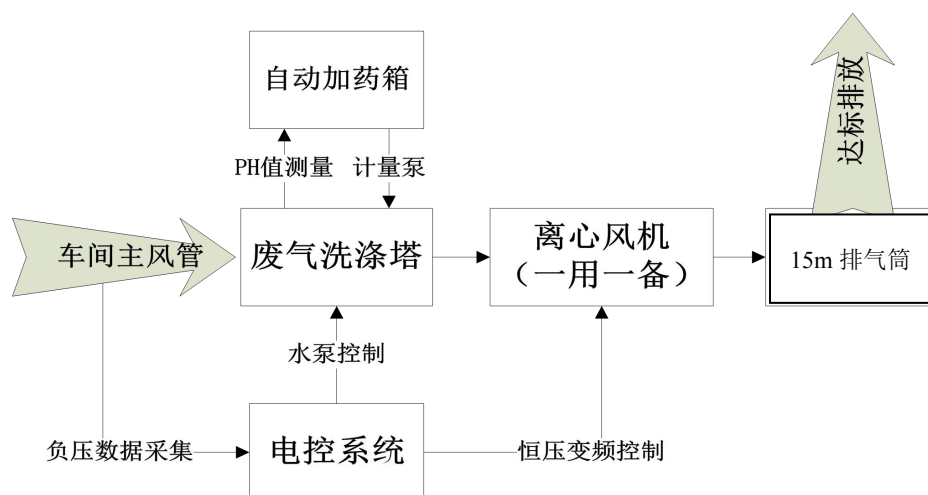 自动加药箱
达标排放
PH值测量
计量泵
车间主风管
废气洗涤塔
离心风机
（一用一备）
15m 排气筒
水泵控制
负压数据采集
电控系统
恒压变频控制